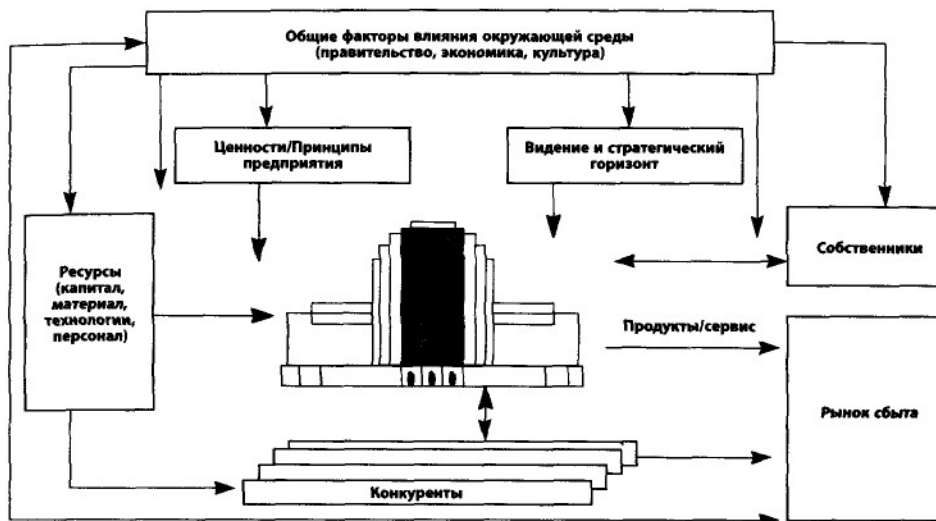 Общие факторы влияния окружающей среды
(правительство, экономика, культура)
Ценности/Принципы
предприятия
Видение и стратегический
горизонт
Ресурсы
(капитал,
материал,
технологии,
персонал)
Собственники
Продукты/сервис
Рынок сбыта
Конкуренты